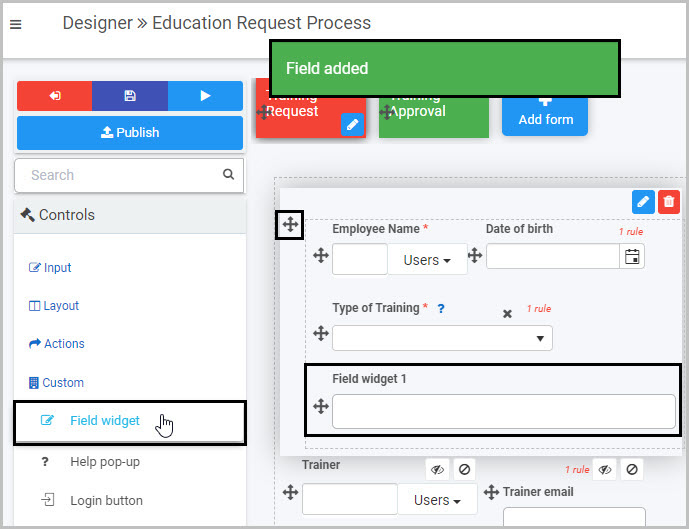 Designer » Education Request Process
Field added
Training
Request
Training
Approval
Add form
Publish
Search
Controls
Input
Layout
Actions
Custom
Field widget
Help pop-up
Login button
Employee Name *
Date of birth
1 rule
Users
Type of Training * ?
1 rule
Field widget 1
Trainer
1 rule
Users
Trainer email